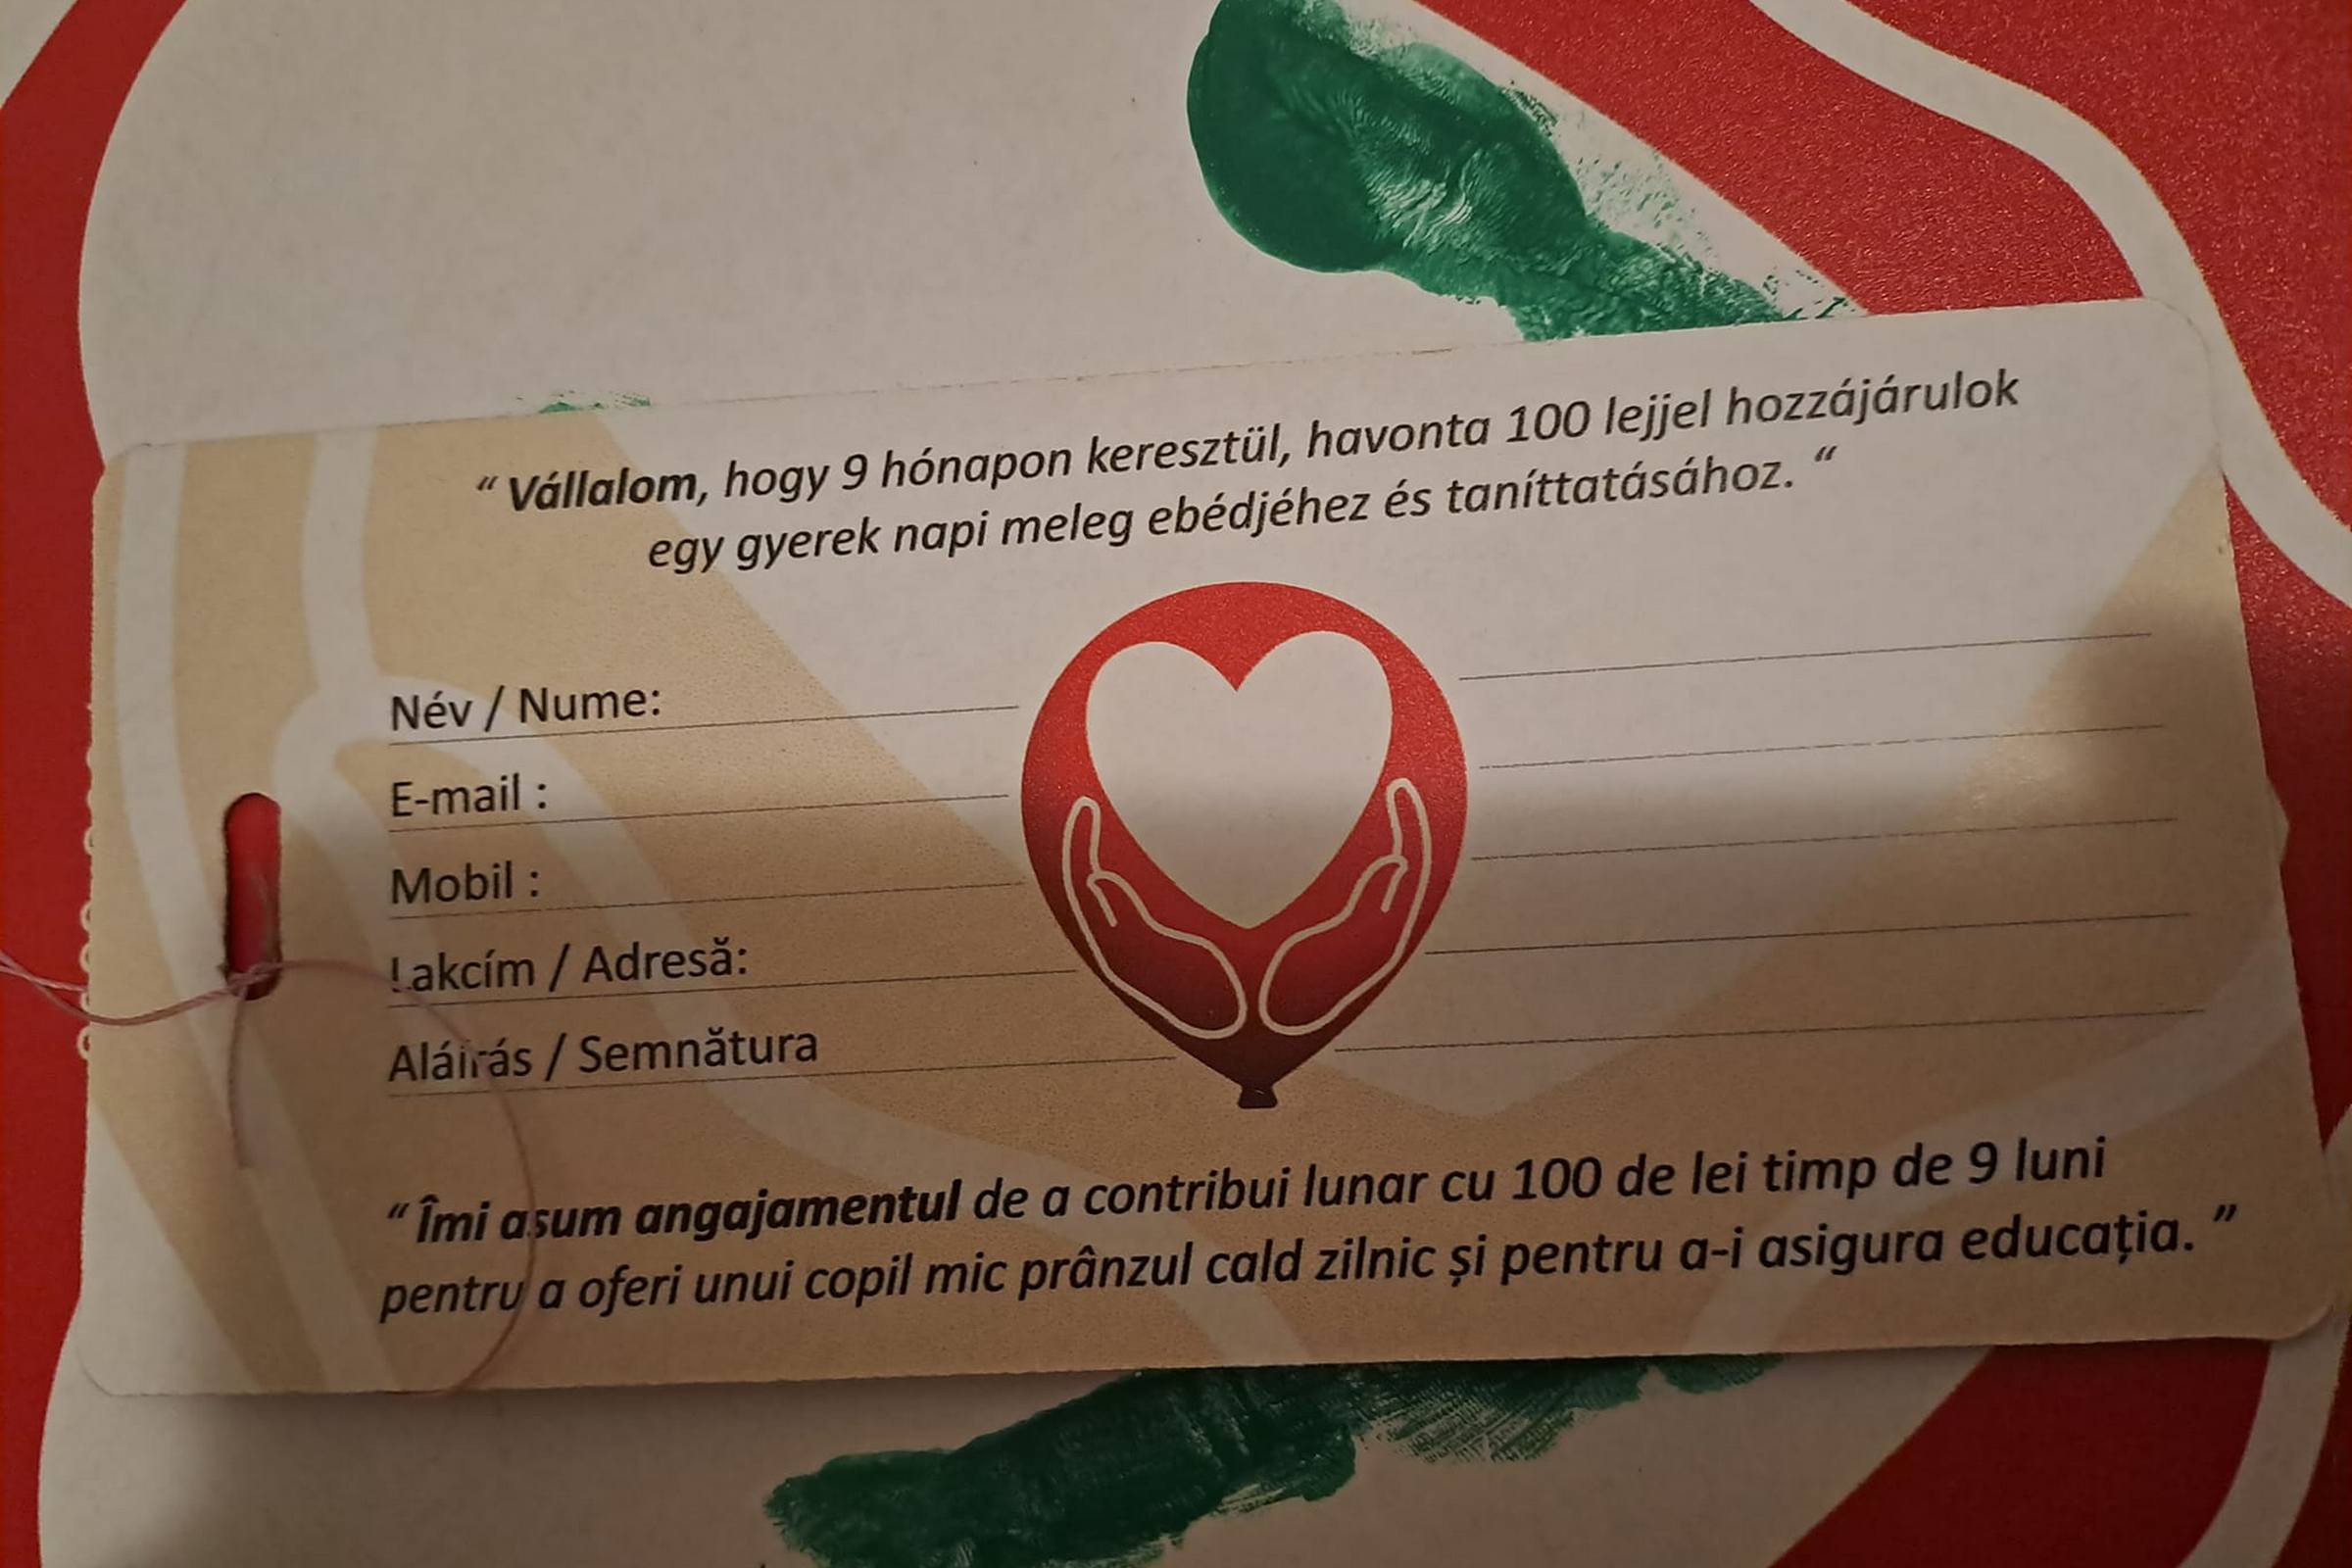 “ Vállalom, hogy 9 hónapon keresztül, havonta 100 lejjel hozzájárulok
egy gyerek napi meleg ebédjéhez és taníttatásához. “
Név / Nume:
E-mail :
Mobil :
Lakcím / Adresă:
Aláírás / Semnătura
“ Îmi asum angajamentul de a contribui lunar cu 100 de lei timp de 9 luni
pentru a oferi unui copil mic prânzul cald zilnic și pentru a-i asigura educația. ”